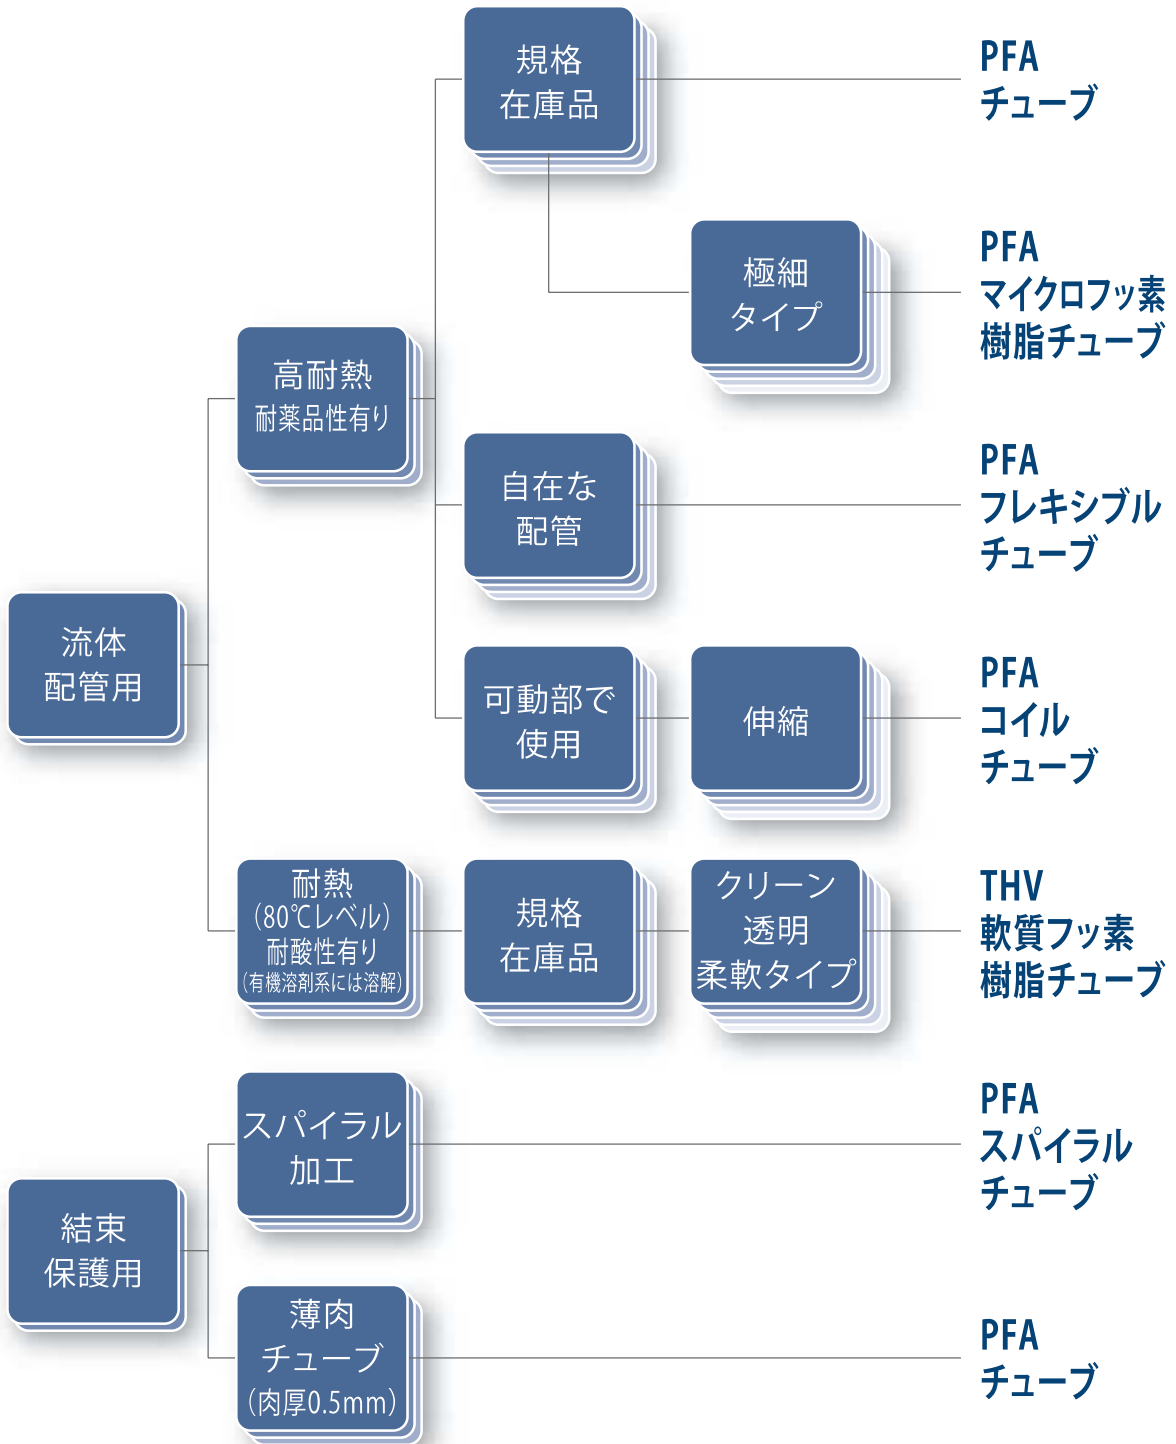 規格
在庫品
PFA
チューブ
極細
タイプ
PFA
マイクロフッ素
樹脂チューブ
高耐熱
耐薬品性有り
自在な
配管
PFA
フレキシブル
チューブ
流体
配管用
可動部で
使用
伸縮
PFA
コイル
チューブ
耐熱
(80℃レベル)
耐酸性有り
(有機溶剤系には溶解)
規格
在庫品
クリーン
透明
柔軟タイプ
THV
軟質フッ素
樹脂チューブ
スパイラル
加工
PFA
スパイラル
チューブ
結束
保護用
薄肉
チューブ
(肉厚0.5mm)
PFA
チューブ